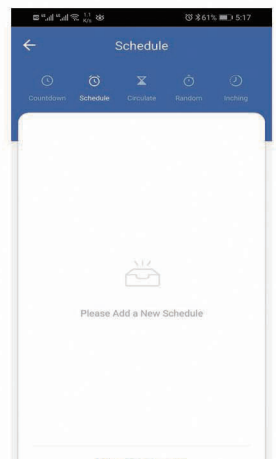 61% 5:17
Schedule
Countdown Schedule Circulate Random Inching
Please Add a New Schedule